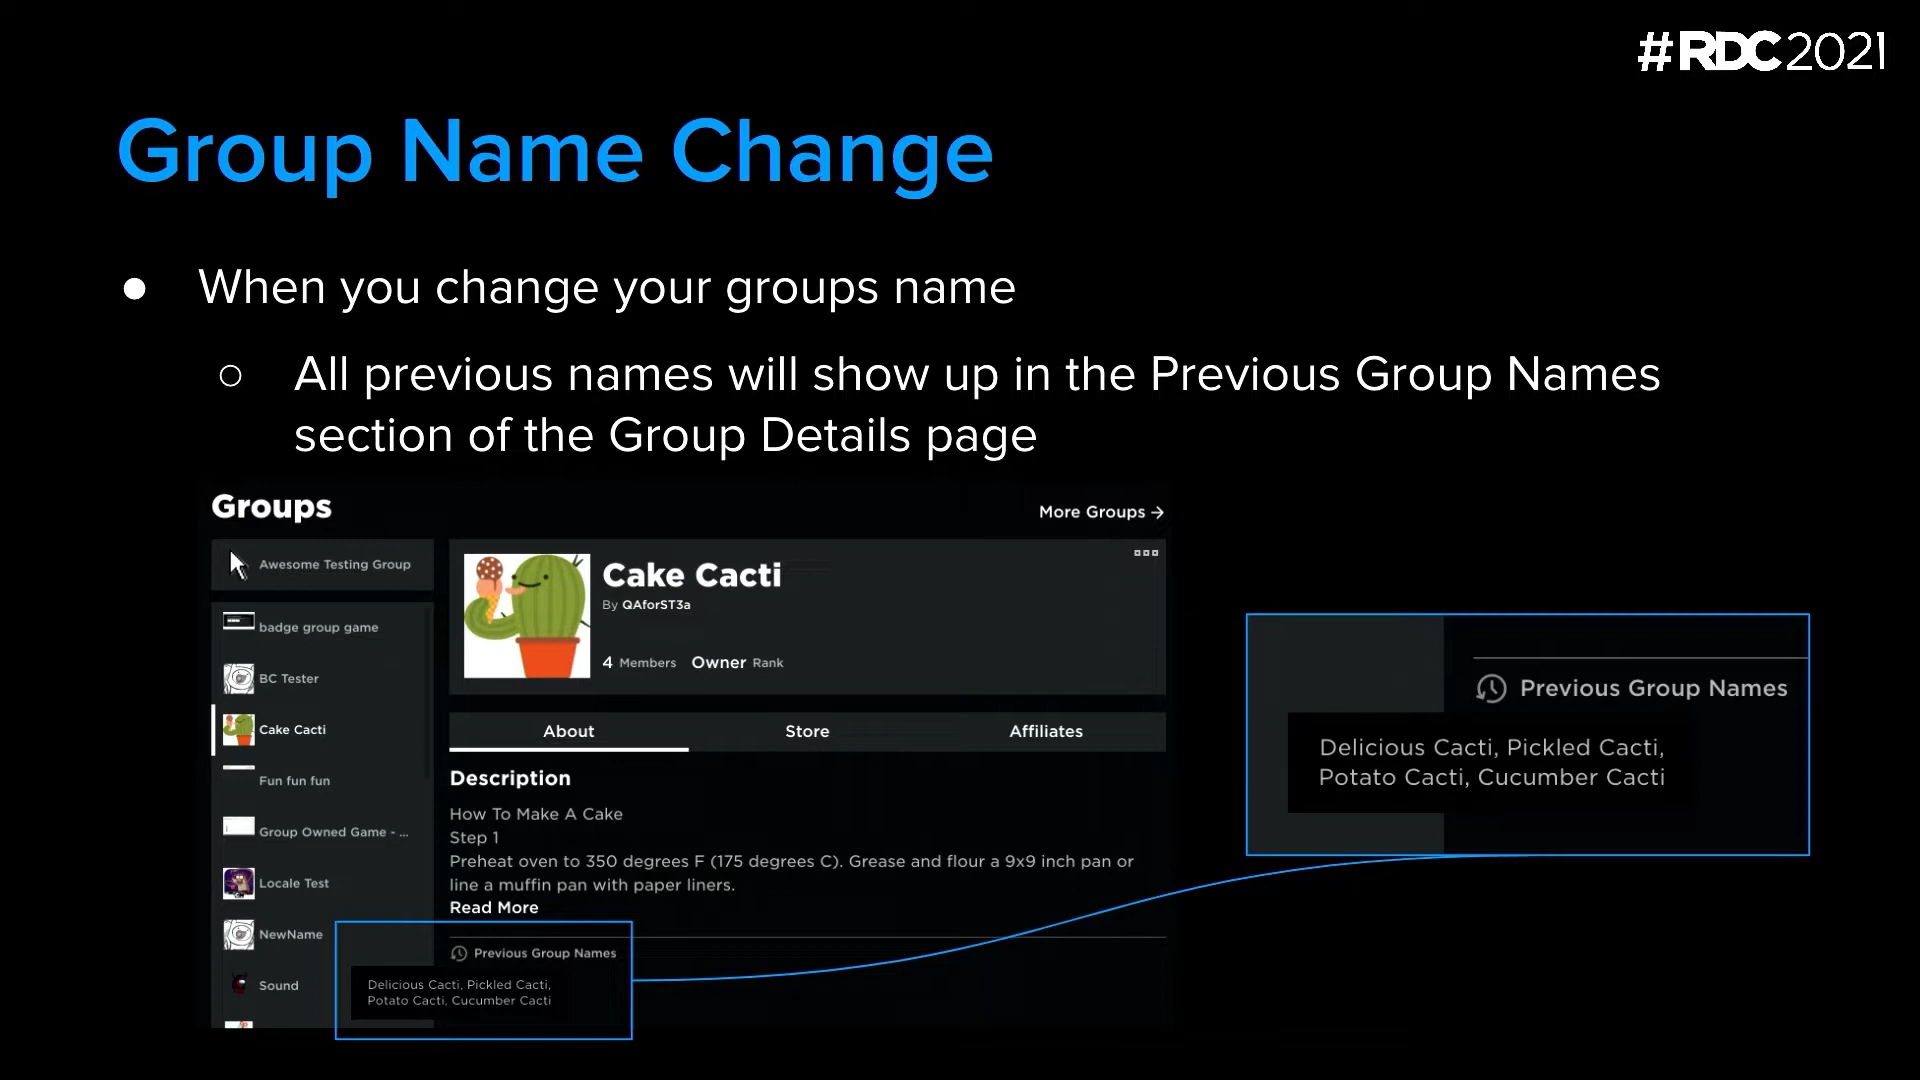 #RDC2021
Group Name Change
● When you change your groups name
○ All previous names will show up in the Previous Group Names
section of the Group Details page
Groups
More Groups →
Awesome Testing Group
badge group game
BC Tester
Cake Cacti
Fun fun fun
Group Owned Game - ...
Locale Test
NewName
Sound
Cake Cacti
By QAforST3a
4 Members Owner Rank
About Store Affiliates
Description
How To Make A Cake
Step 1
Preheat oven to 350 degrees F (175 degrees C). Grease and flour a 9x9 inch pan or
line a muffin pan with paper liners.
Read More
Previous Group Names
Delicious Cacti, Pickled Cacti,
Potato Cacti, Cucumber Cacti
Previous Group Names
Delicious Cacti, Pickled Cacti,
Potato Cacti, Cucumber Cacti